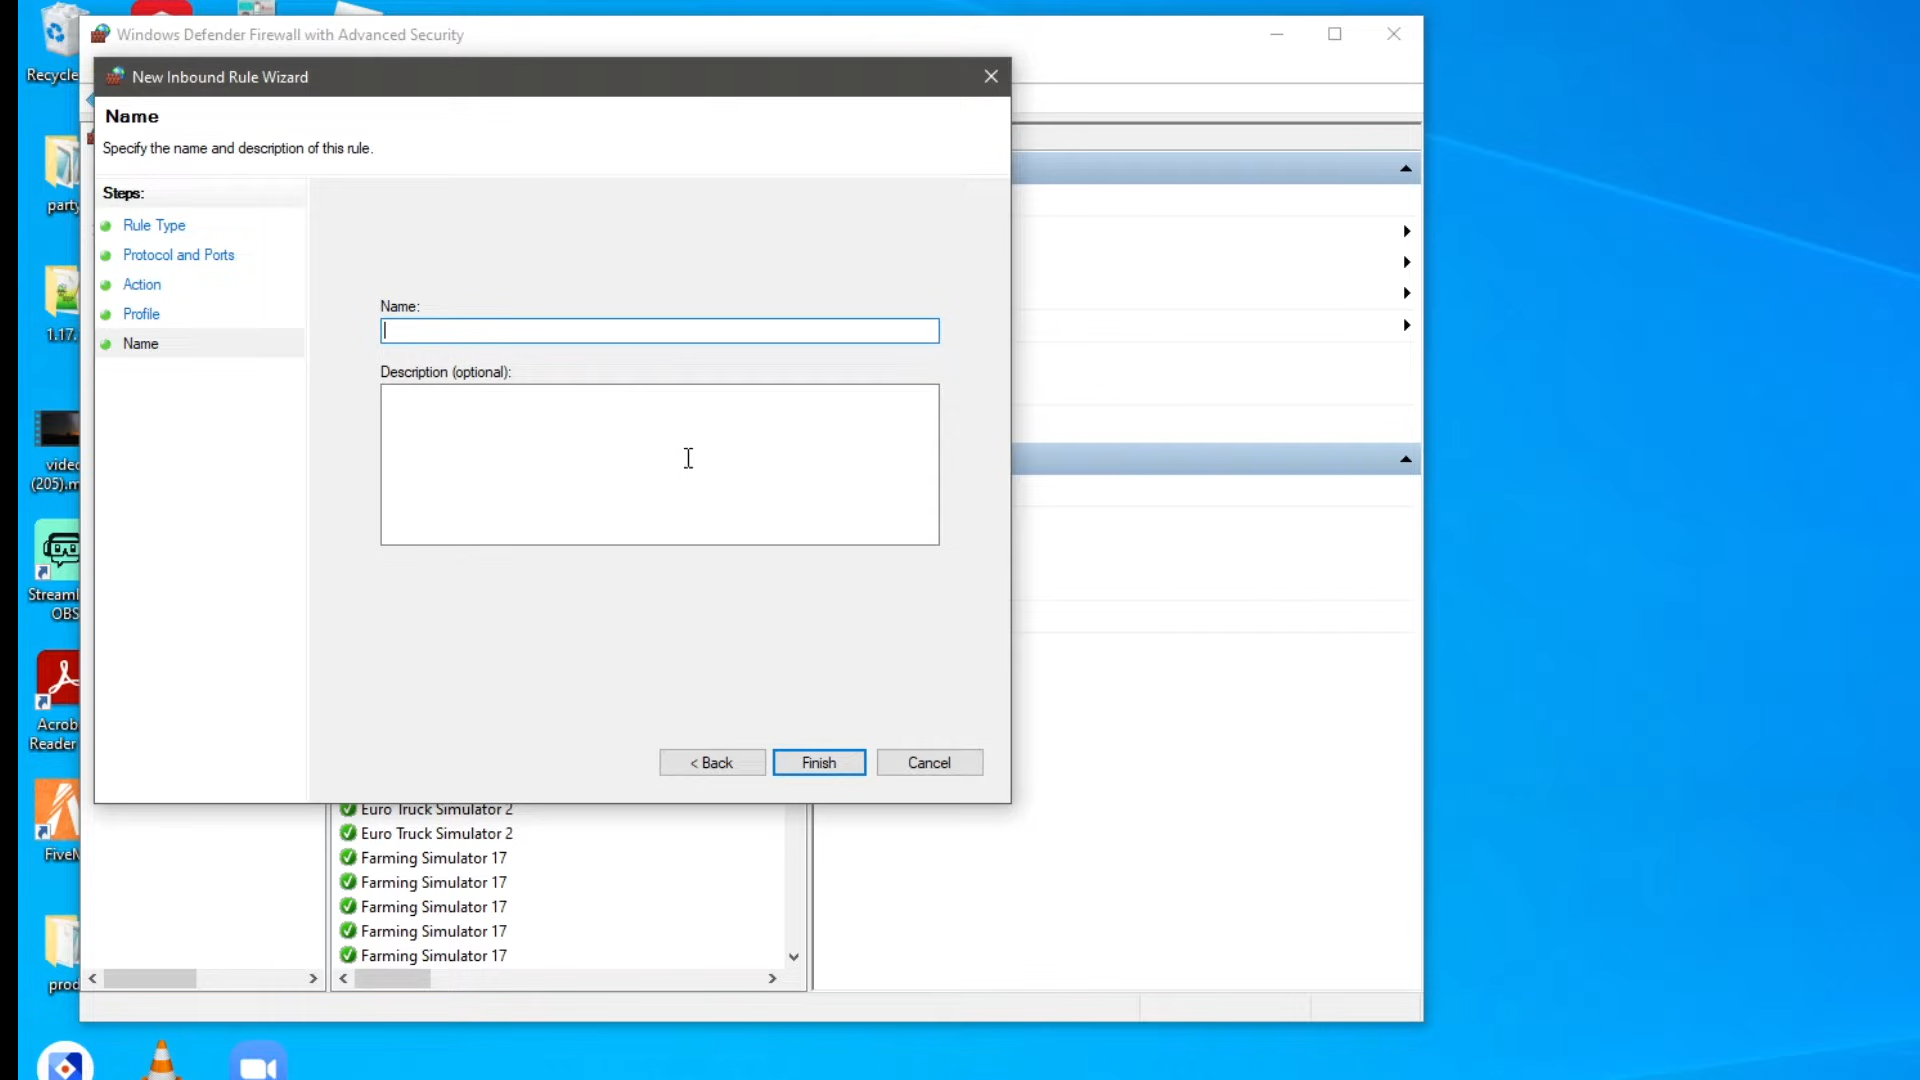 Windows Defender Firewall with Advanced Security
New Inbound Rule Wizard
Name
Specify the name and description of this rule.
Steps:
Rule Type
Protocol and Ports
Action
Profile
Name
Name:
Description (optional):
< Back
Finish
Cancel
Euro Truck Simulator 2
Euro Truck Simulator 2
Farming Simulator 17
Farming Simulator 17
Farming Simulator 17
Farming Simulator 17
Farming Simulator 17
Recycle
party
1.17.
video
(205).m
Streaml
OBS
Acrob
Reader
FiveM
prod